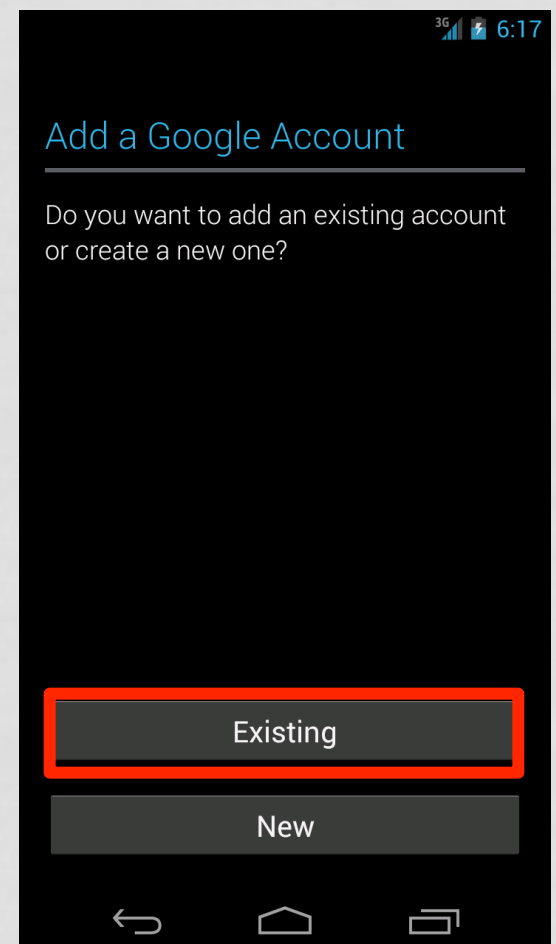 3G 6:17
Add a Google Account
Do you want to add an existing account
or create a new one?
Existing
New